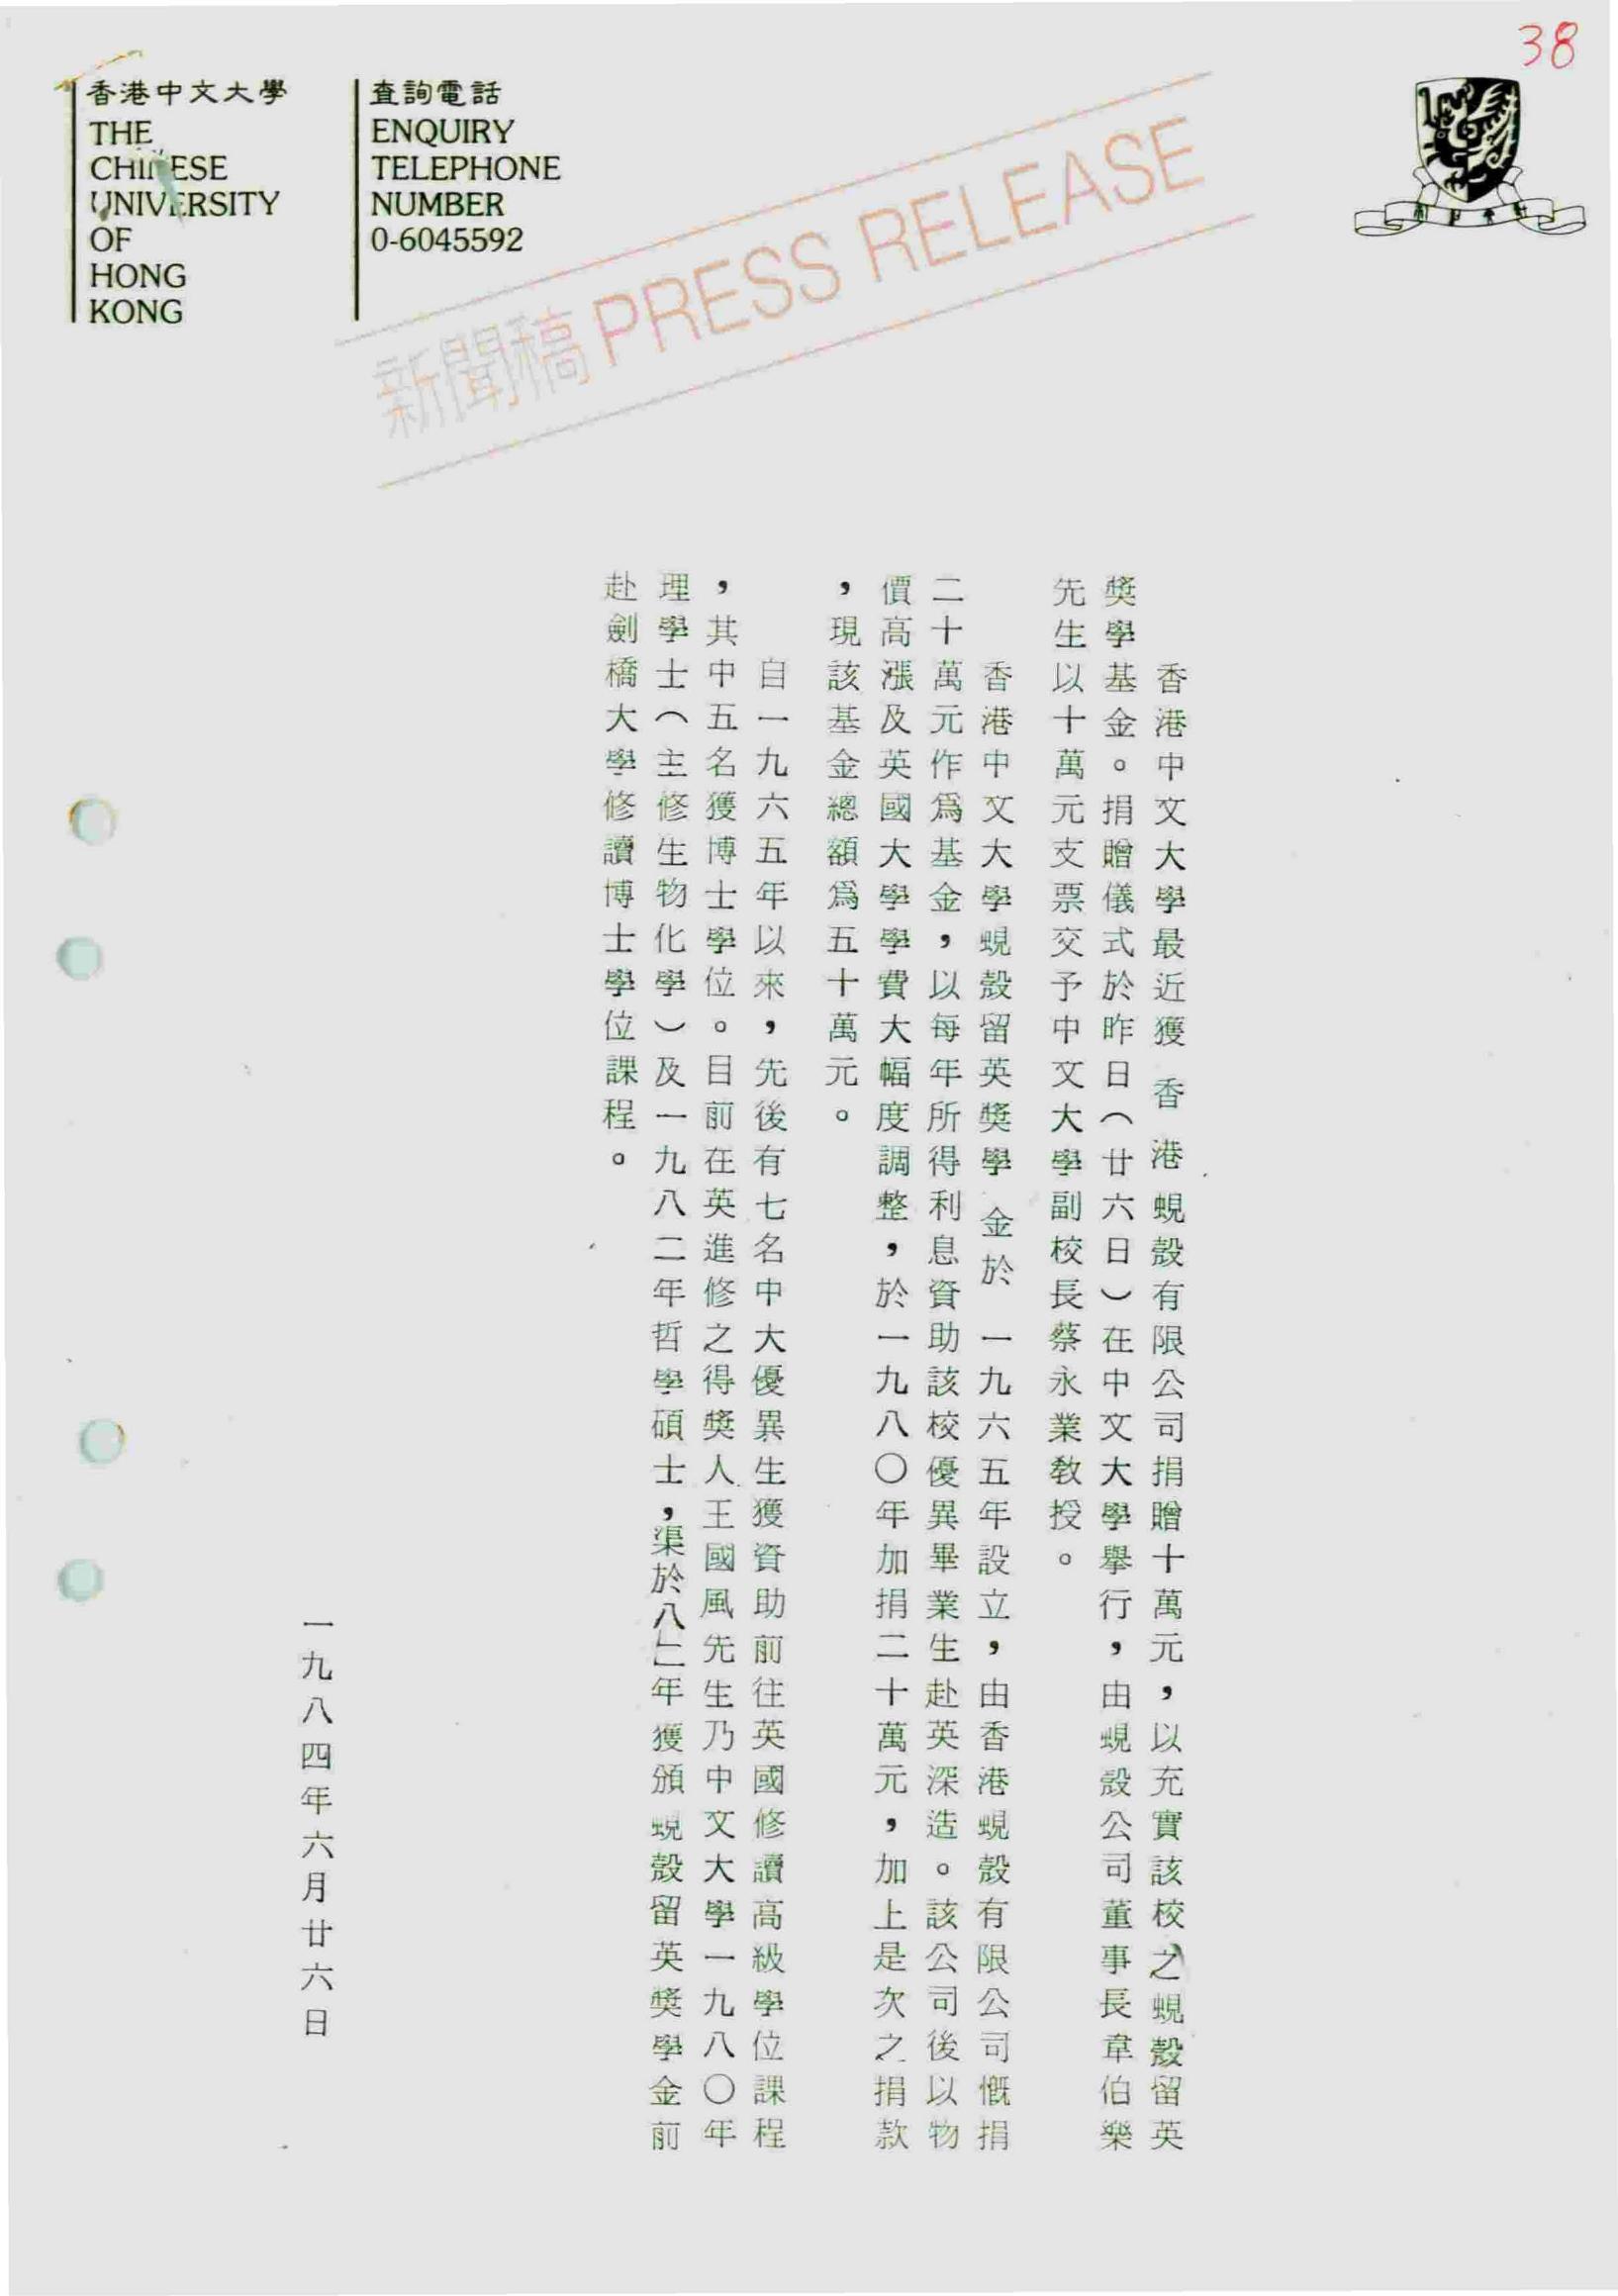 38
香港中文大學
THE
CHINESE
UNIVERSITY
OF
HONG
KONG
查詢電話
ENQUIRY
TELEPHONE
NUMBER
0-6045592
新聞稿 PRESS RELEASE
香港中文大學最近獲香港蜆殼有限公司捐贈十萬元，以充實該校之蜆殼留英
獎學基金。捐贈儀式於昨日（廿六日）在中文大學舉行，由蜆殼公司董事長韋伯樂
先生以十萬元支票交予中文大學副校長蔡永業教授。
香港中文大學蜆殼留英獎學金於一九六五年設立，由香港蜆殼有限公司慨捐
二十萬元作爲基金，以每年所得利息資助該校優異畢業生赴英深造。該公司後以物
價高漲及英國大學學費大幅度調整，於一九八〇年加捐二十萬元，加上是次之捐款
，現該基金總額爲五十萬元。
自一九六五年以來，先後有七名中大優異生獲資助前往英國修讀高級學位課程
，其中五名獲博士學位。目前在英進修之得獎人王國風先生乃中文大學一九八〇年
理學士（主修生物化學）及一九八二年哲學碩士，渠於八二年獲頒蜆殼留英獎學金前
赴劍橋大學修讀博士學位課程。
一九八四年六月廿六日